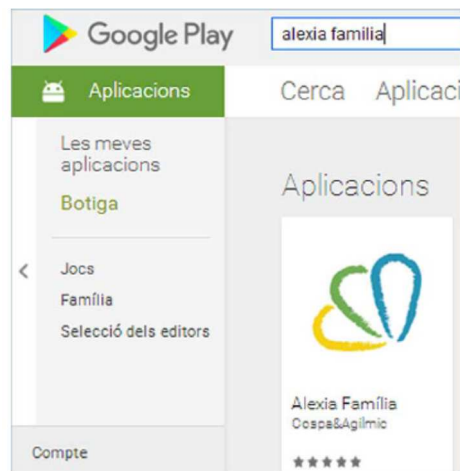 Google Play
alexia familia
Aplicacions
Cerca Aplicaci
Les meves
aplicacions
Botiga
Aplicacions
Jocs
Família
Selecció dels editors
Alexia Família
Cospa&Agilmic
Compte